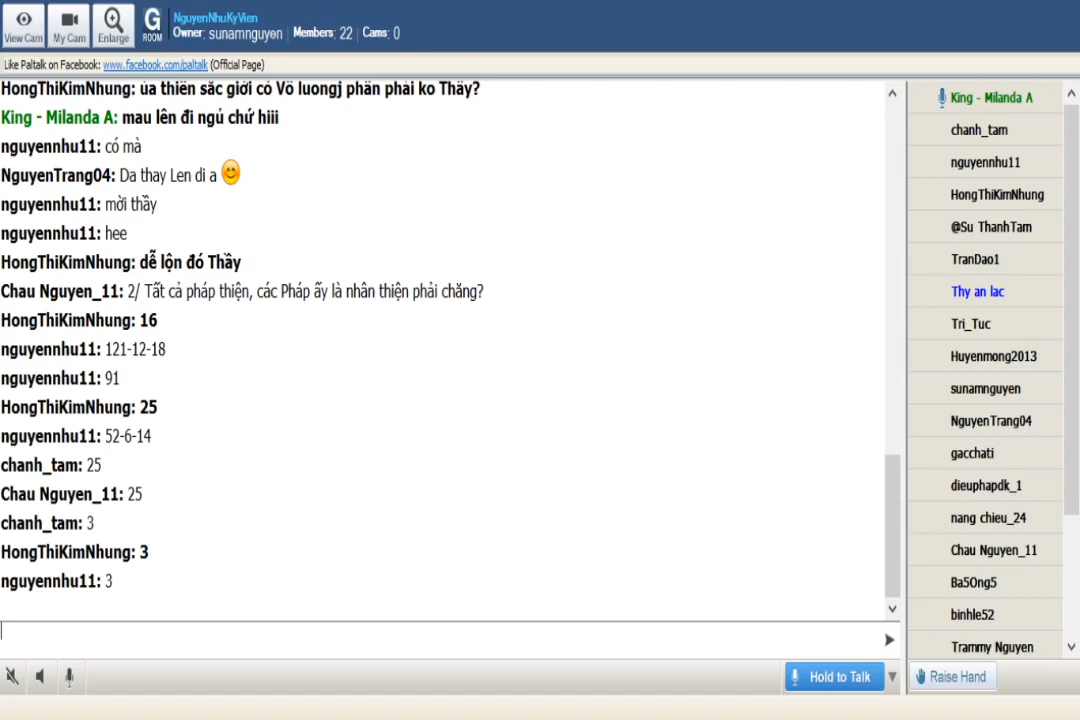 NguyenNhuKyVien
Owner: sunamnguyen | Members: 22 | Cams: 0
View Cam
My Cam
Enlarge
G
ROOM
Like Paltalk on Facebook: www.facebook.com/paltalk (Official Page)
HongThiKimNhung: úa thiền sắc giới có Vô luongj phần phải ko Thầy?
King - Milanda A: mau lên đi ngủ chứ hiii
nguyennhu11: có mà
NguyenTrang04: Da thay Len di a
nguyennhu11: mời thầy
nguyennhu11: hee
HongThiKimNhung: dễ lộn đó Thầy
Chau Nguyen_11: 2/ Tất cả pháp thiện, các Pháp ấy là nhân thiện phải chăng?
HongThiKimNhung: 16
nguyennhu11: 121-12-18
nguyennhu11: 91
HongThiKimNhung: 25
nguyennhu11: 52-6-14
chanh_tam: 25
Chau Nguyen_11: 25
chanh_tam: 3
HongThiKimNhung: 3
nguyennhu11: 3
King - Milanda A
chanh_tam
nguyennhu11
HongThiKimNhung
@Su ThanhTam
TranDao1
Thy an lac
Tri_Tuc
Huyenmong2013
sunamnguyen
NguyenTrang04
gacchati
dieuphapdk_1
nang chieu_24
Chau Nguyen_11
Ba5Ong5
binhle52
Trammy Nguyen
Hold to Talk
Raise Hand